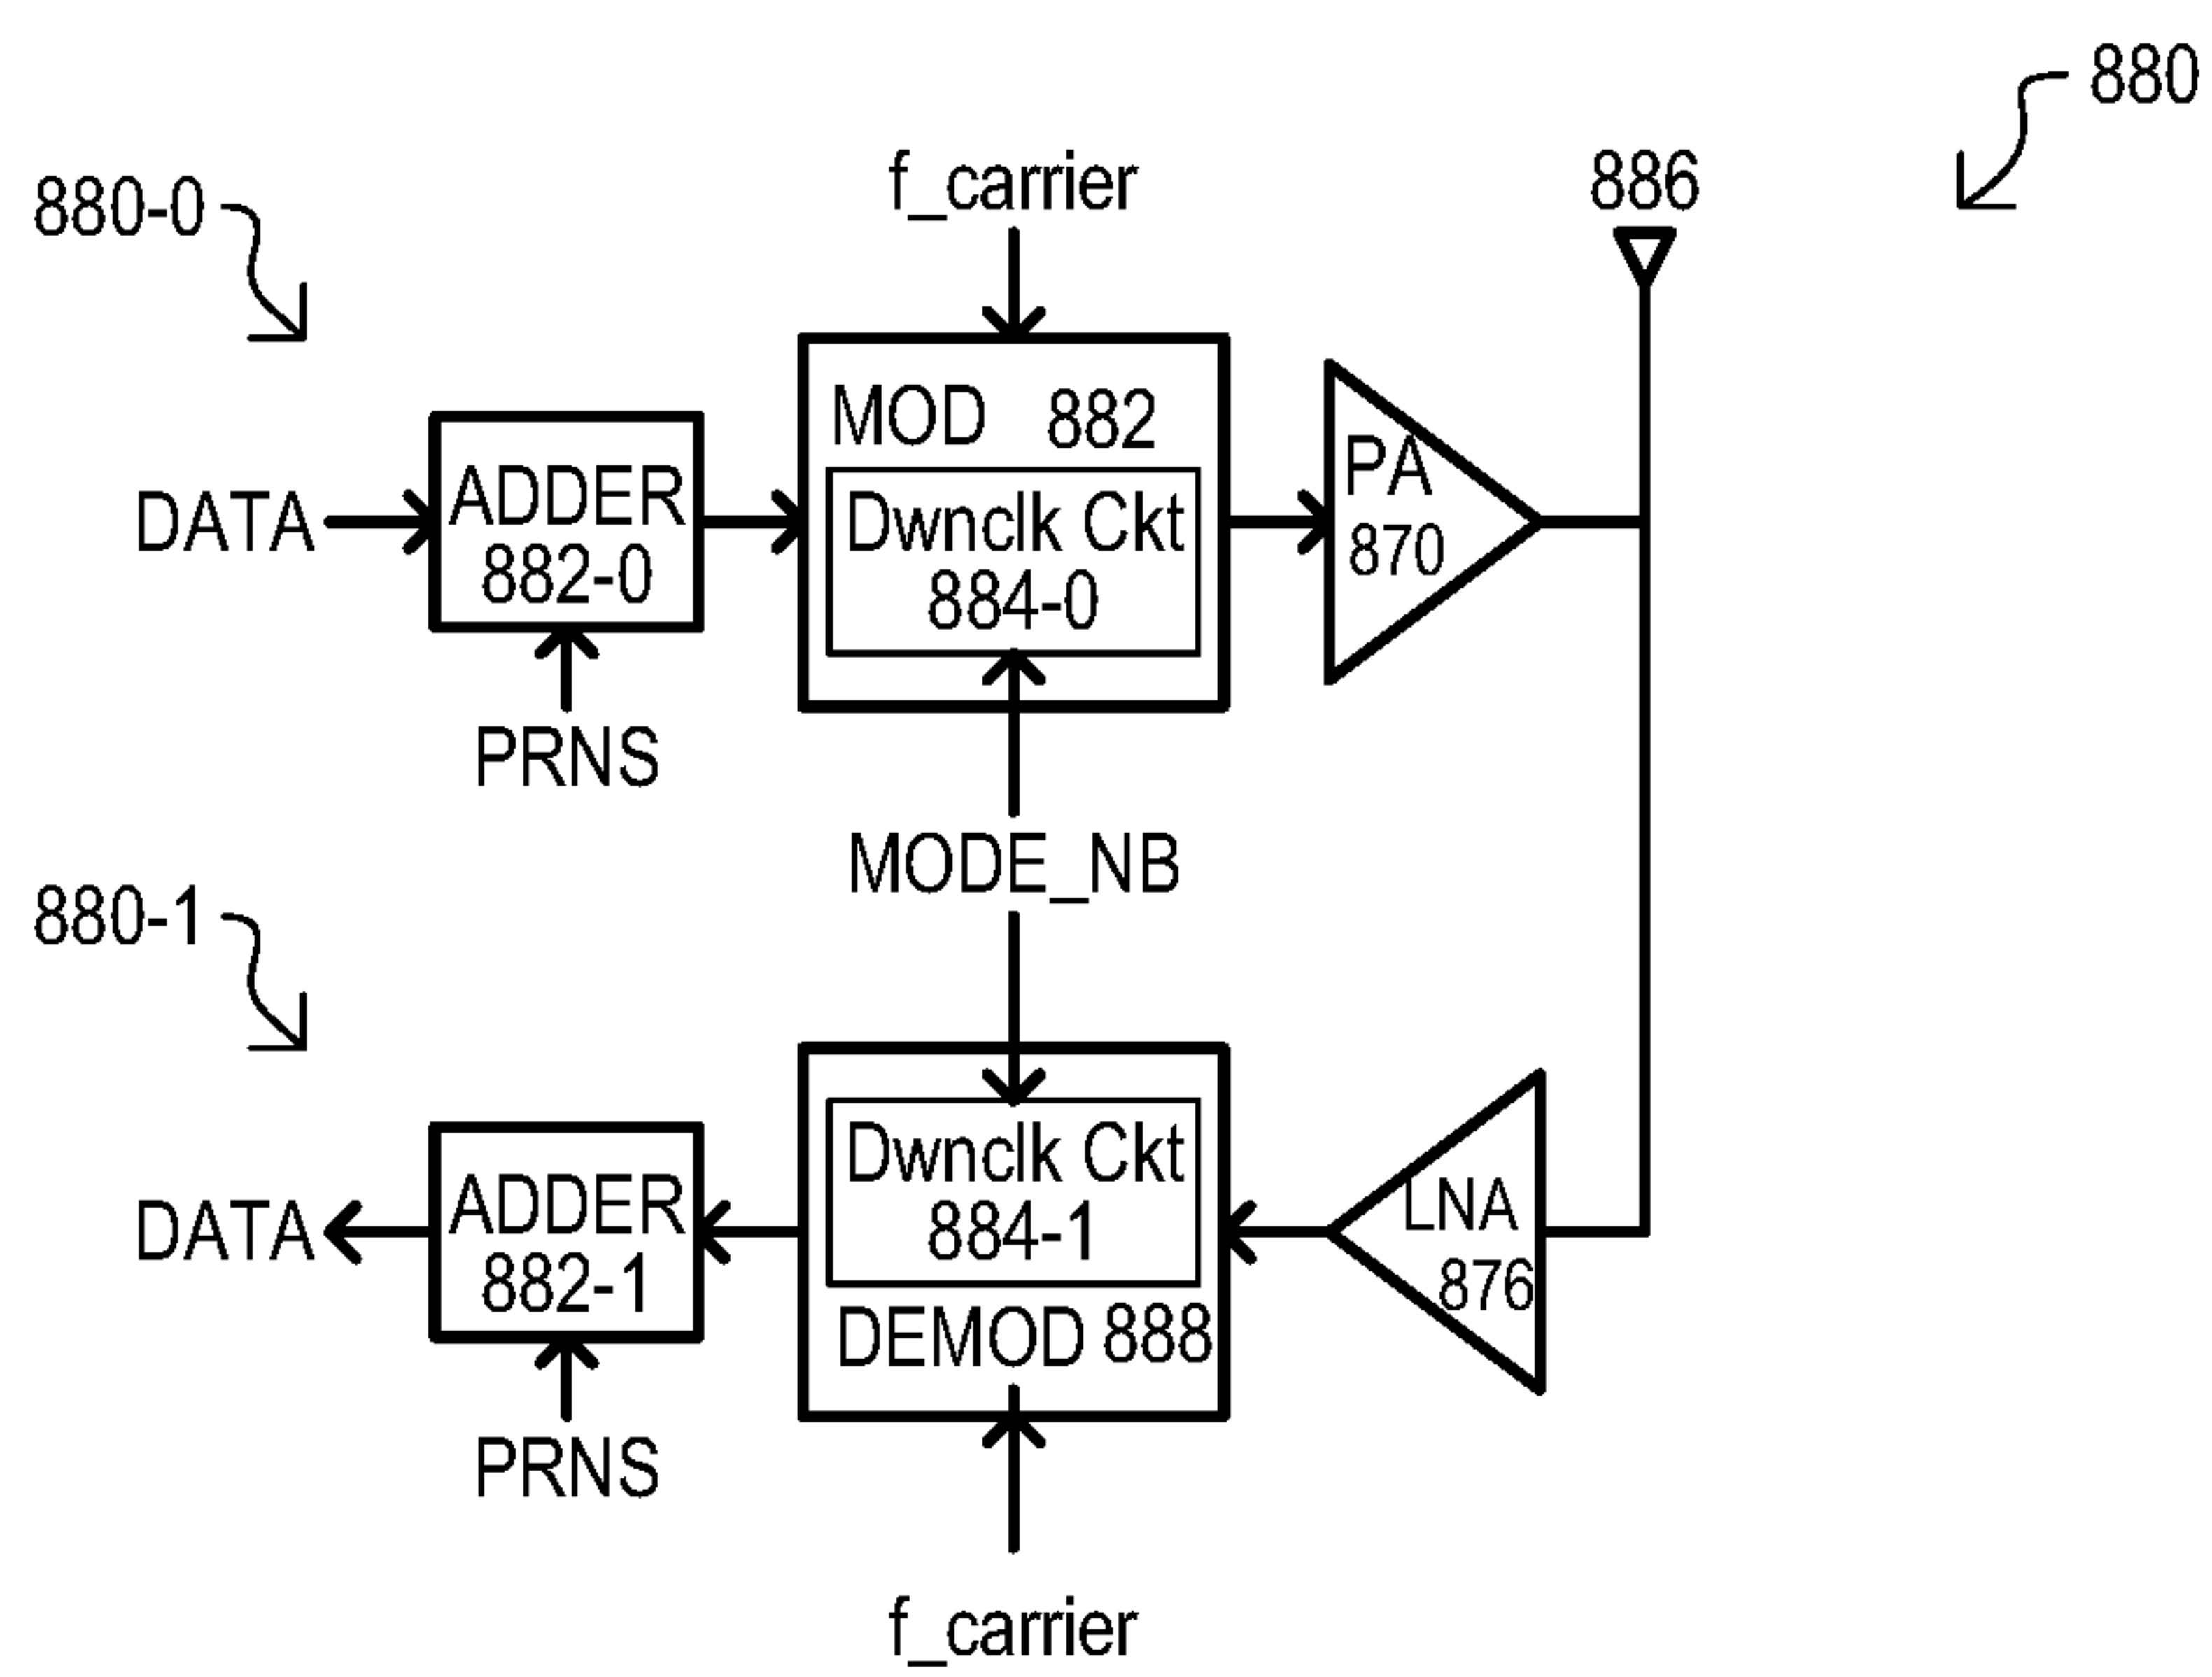 880
880-0
f_carrier
886
MOD 882
DATA
ADDER
882-0
Dwnclk Ckt
884-0
PA
870
PRNS
MODE_NB
880-1
DATA
ADDER
882-1
Dwnclk Ckt
884-1
DEMOD 888
LNA
876
PRNS
f_carrier